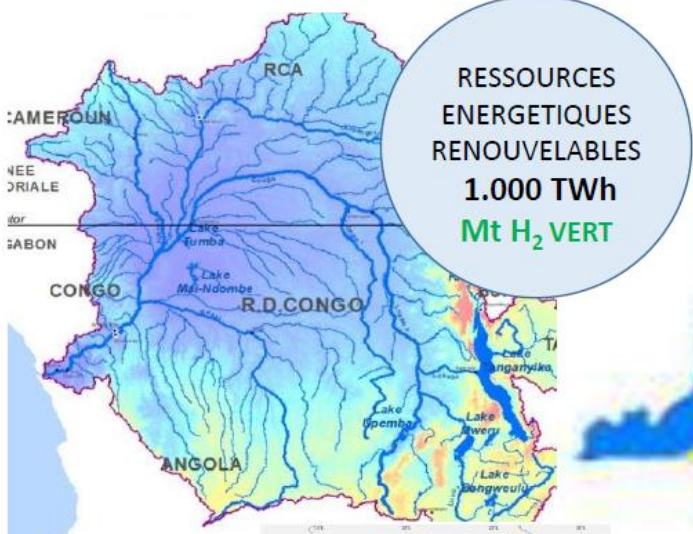 RCA
CAMEROUN
RESSOURCES
ENERGETIQUES
RENOUVELABLES
1.000 TWh
Mt H₂ VERT
NEE
ORIALE
GABON
Lake
Tumba
Lake
Mai-Ndombe
CONGO
R.D.CONGO
Lake
Tanganyika
Lake
Upemba
Lake
Mweru
ANGOLA
Lake
Bangweulu